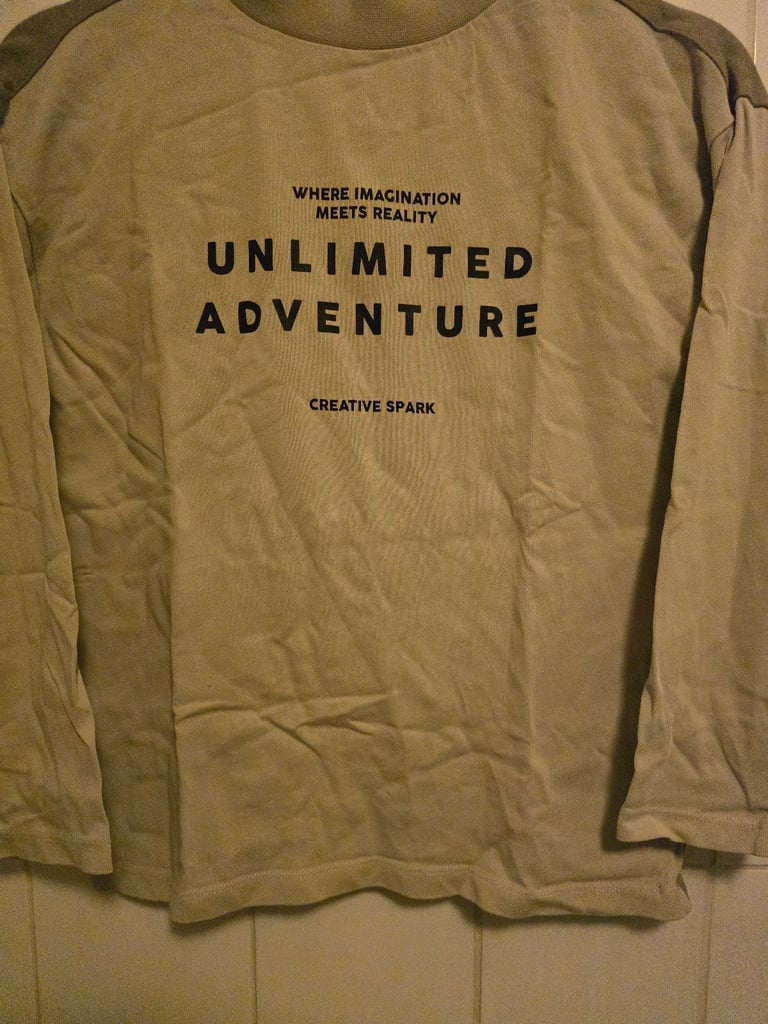 WHERE IMAGINATION
MEETS REALITY
UNLIMITED
ADVENTURE
CREATIVE SPARK